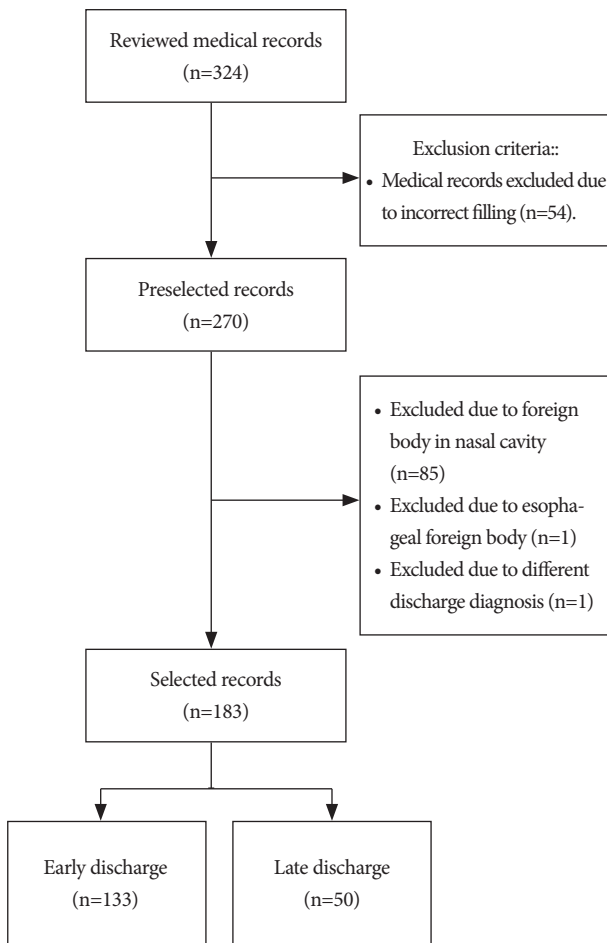 Reviewed medical records
(n=324)
Exclusion criteria::
• Medical records excluded due
to incorrect filling (n=54).
Preselected records
(n=270)
• Excluded due to foreign
body in nasal cavity
(n=85)
• Excluded due to esopha-
geal foreign body (n=1)
• Excluded due to different
discharge diagnosis (n=1)
Selected records
(n=183)
Early discharge
(n=133)
Late discharge
(n=50)